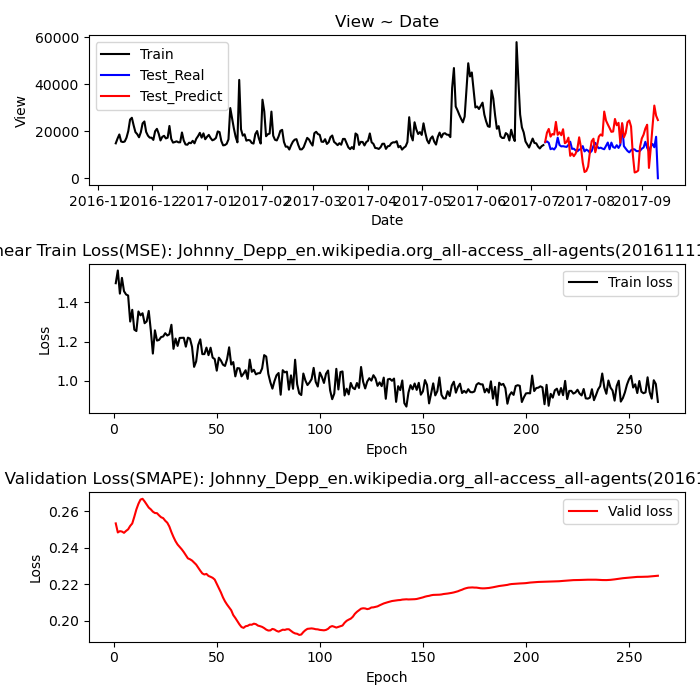 View ~ Date
60000
40000
20000
0
View
Train
Test_Real
Test_Predict
2016-11 2016-12 2017-01 2017-02 2017-03 2017-04 2017-05 2017-06 2017-07 2017-08 2017-09
Date
near Train Loss(MSE): Johnny_Depp_en.wikipedia.org_all-access_all-agents(20161111
1.4
1.2
1.0
Loss
Train loss
0 50 100 150 200 250
Epoch
Validation Loss(SMAPE): Johnny_Depp_en.wikipedia.org_all-access_all-agents(20161
0.26
0.24
0.22
0.20
Loss
Valid loss
0 50 100 150 200 250
Epoch